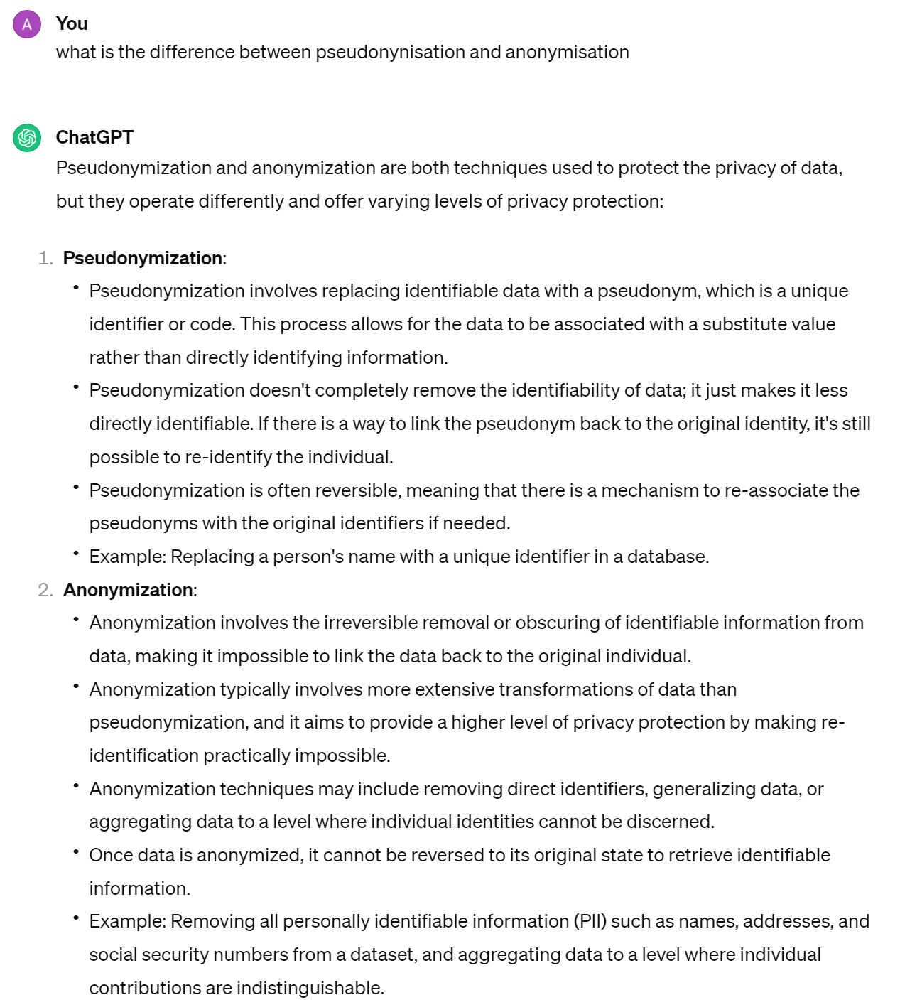 A
You
what is the difference between pseudonynisation and anonymisation
ChatGPT
Pseudonymization and anonymization are both techniques used to protect the privacy of data,
but they operate differently and offer varying levels of privacy protection:
1. Pseudonymization:
• Pseudonymization involves replacing identifiable data with a pseudonym, which is a unique
identifier or code. This process allows for the data to be associated with a substitute value
rather than directly identifying information.
• Pseudonymization doesn't completely remove the identifiability of data; it just makes it less
directly identifiable. If there is a way to link the pseudonym back to the original identity, it's still
possible to re-identify the individual.
• Pseudonymization is often reversible, meaning that there is a mechanism to re-associate the
pseudonyms with the original identifiers if needed.
• Example: Replacing a person's name with a unique identifier in a database.
2. Anonymization:
• Anonymization involves the irreversible removal or obscuring of identifiable information from
data, making it impossible to link the data back to the original individual.
• Anonymization typically involves more extensive transformations of data than
pseudonymization, and it aims to provide a higher level of privacy protection by making re-
identification practically impossible.
• Anonymization techniques may include removing direct identifiers, generalizing data, or
aggregating data to a level where individual identities cannot be discerned.
• Once data is anonymized, it cannot be reversed to its original state to retrieve identifiable
information.
• Example: Removing all personally identifiable information (PII) such as names, addresses, and
social security numbers from a dataset, and aggregating data to a level where individual
contributions are indistinguishable.